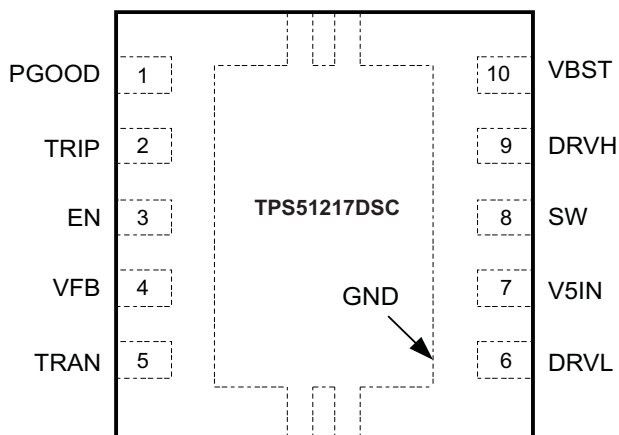 PGOOD 1 10 VBST
TRIP 2 9 DRVH
EN 3 TPS51217DSC 8 SW
VFB 4 GND 7 V5IN
TRAN 5 6 DRVL